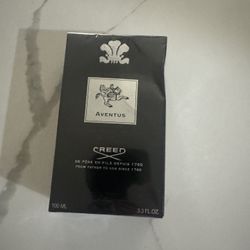 AVENTUS
CREED
DE PÈRE EN FILS DEPUIS 1760
FROM FATHER TO SON SINCE 1760
100 ML 3.3 FL.OZ